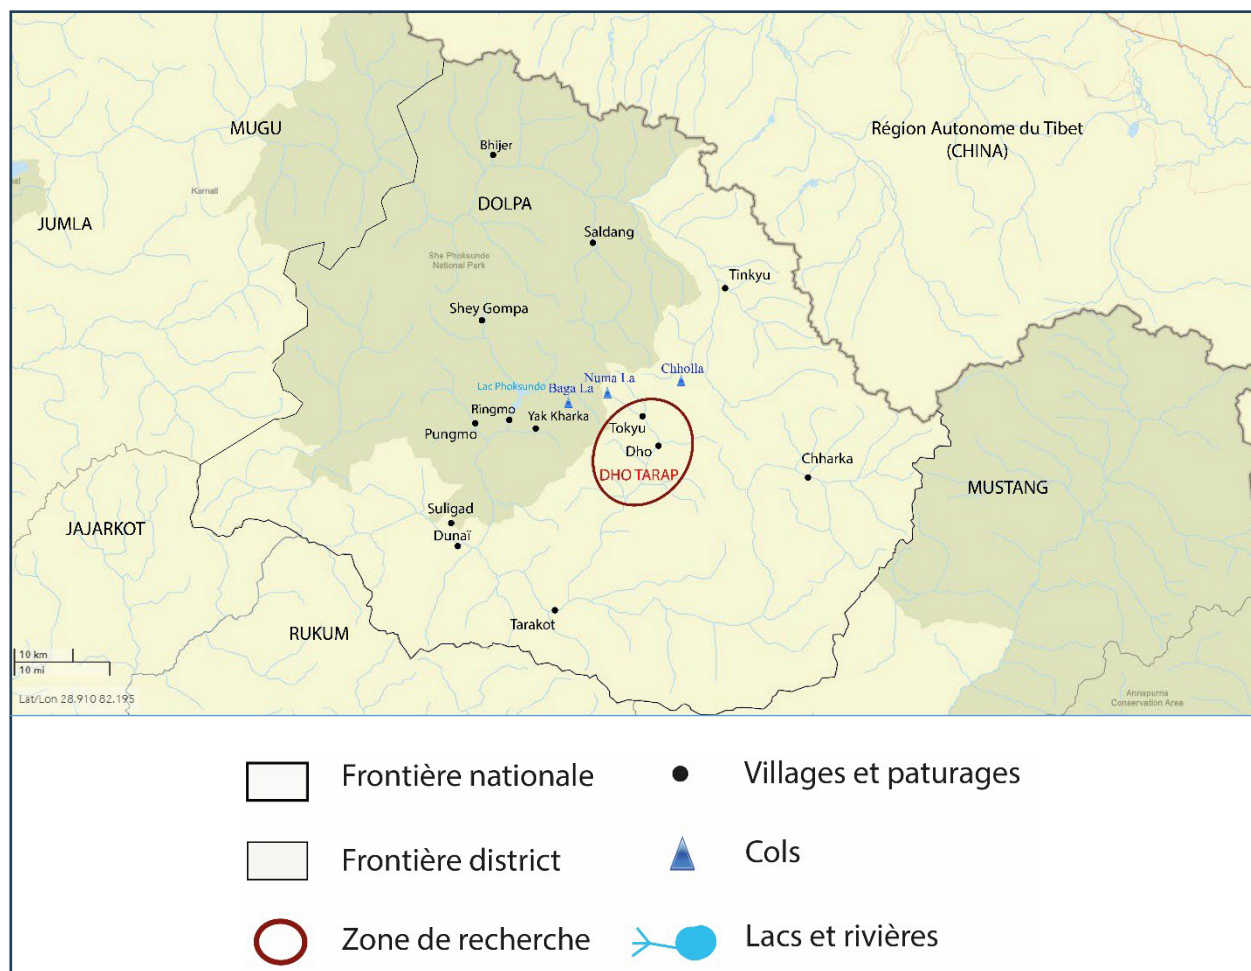 MUGU
Région Autonome du Tibet
(CHINA)
Bhijer
Karnali
DOLPA
JUMLA
Saldang
She Phoksundo
National Park
Tinkyu
Shey Gompa
Chholla
Numa La
Lac Phoksundo
Baga La
Ringmo
Yak Kharka
Tokyu
Pungmo
Dho
Chharka
DHO TARAP
MUSTANG
Suligad
JAJARKOT
Dunaï
Tarakot
RUKUM
10 km
10 mi
Lat/Lon 28.910 82.195
Annapurna
Conservation Area
Frontière nationale
Villages et paturages
Frontière district
Cols
Zone de recherche
Lacs et rivières